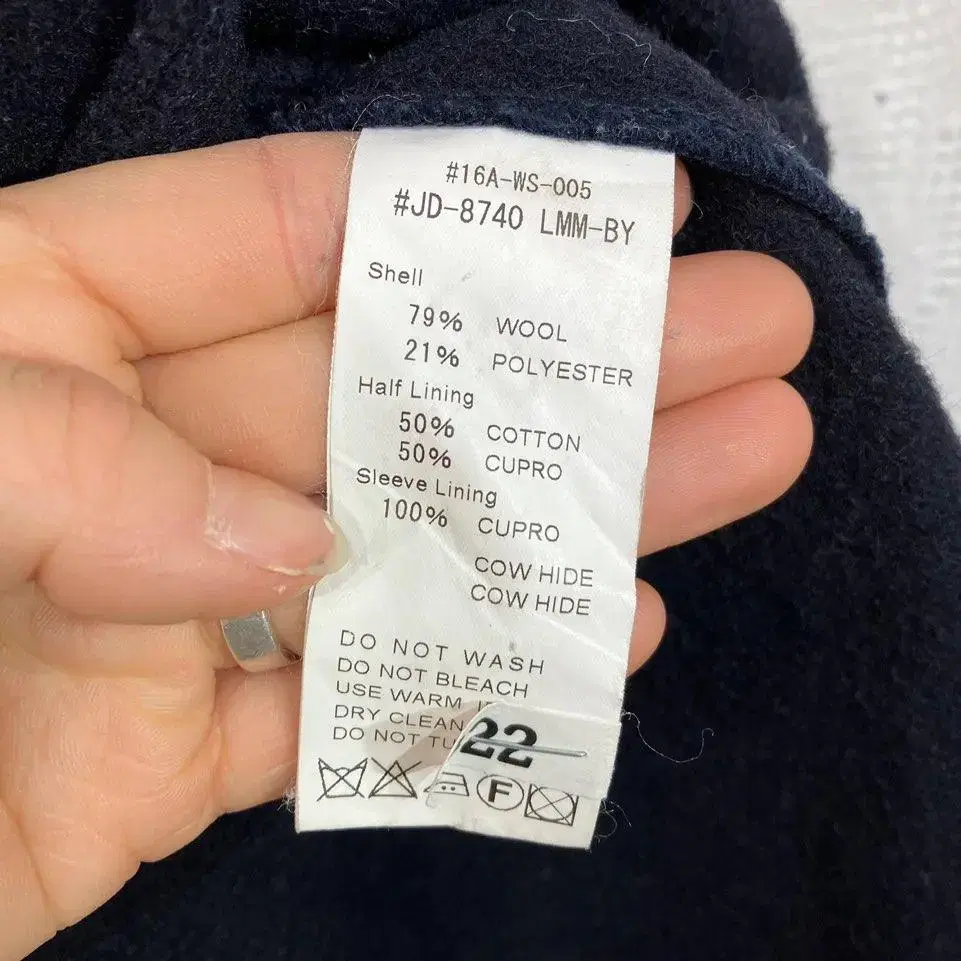 #16A-WS-005
#JD-8740 LMM-BY
Shell
79% WOOL
21% POLYESTER
Half Lining
50% COTTON
50% CUPRO
Sleeve Lining
100% CUPRO
COW HIDE
COW HIDE
DO NOT WASH
DO NOT BLEACH
USE WARM
DRY CLEAN
DO NOT
22
F